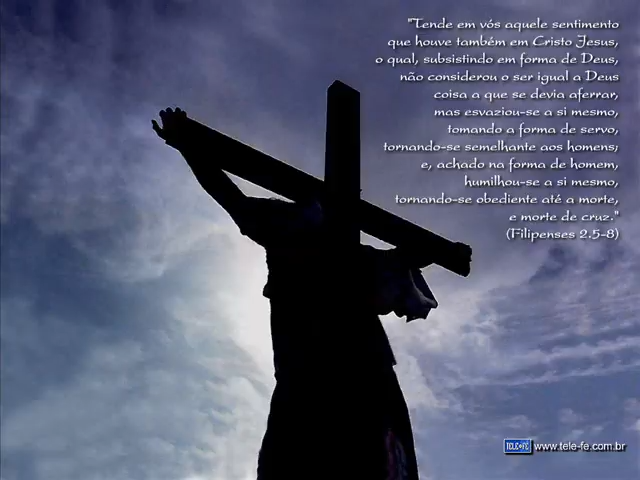 "Tende em vós aquele sentimento
que houve também em Cristo Jesus,
o qual, subsistindo em forma de Deus,
não considerou o ser igual a Deus
coisa a que se devia aferrar,
mas esvaziou-se a si mesmo,
tomando a forma de servo,
tornando-se semelhante aos homens;
e, achado na forma de homem,
humilhou-se a si mesmo,
tornando-se obediente até a morte,
e morte de cruz."
(Filipenses 2.5-8)
TELE FÉ www.tele-fe.com.br